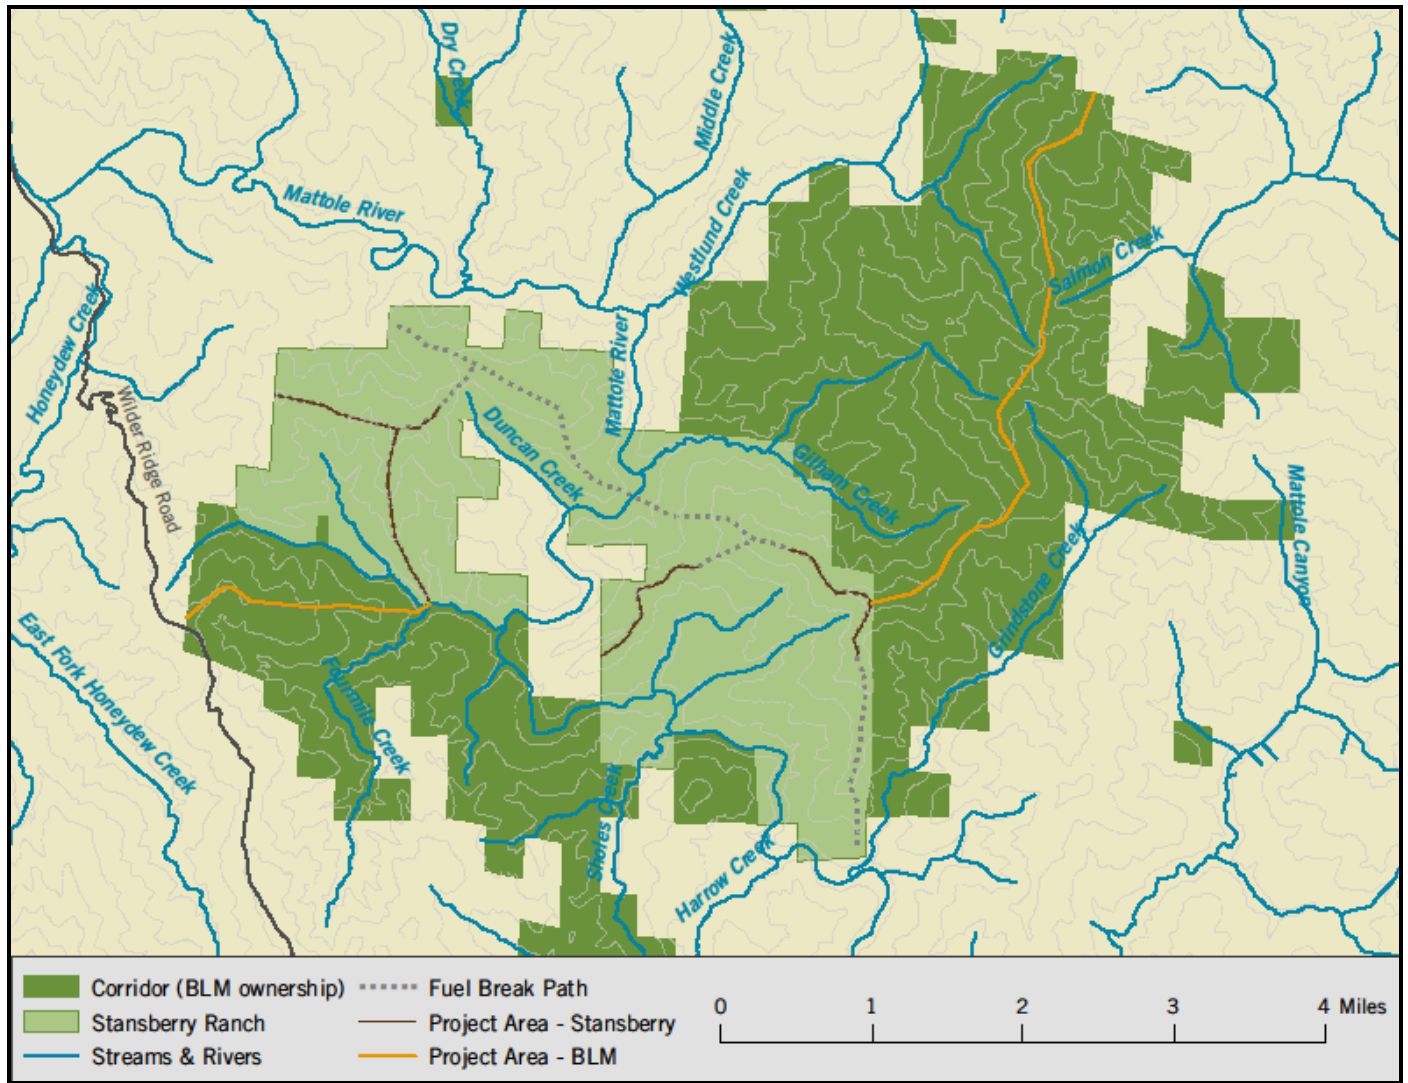 Dry Creek
Middle Creek
Mattole River
Westlund Creek
Salmon Creek
Honeydew Creek
Mattole River
Wilder Ridge Road
Duncan Creek
Gilham Creek
Mattole Canyon
Grindstone Creek
East Fork Honeydew Creek
Fourmile Creek
Sholes Creek
Harrow Creek
Corridor (BLM ownership)
Stansberry Ranch
Streams & Rivers
Fuel Break Path
Project Area - Stansberry
Project Area - BLM
0 1 2 3 4 Miles